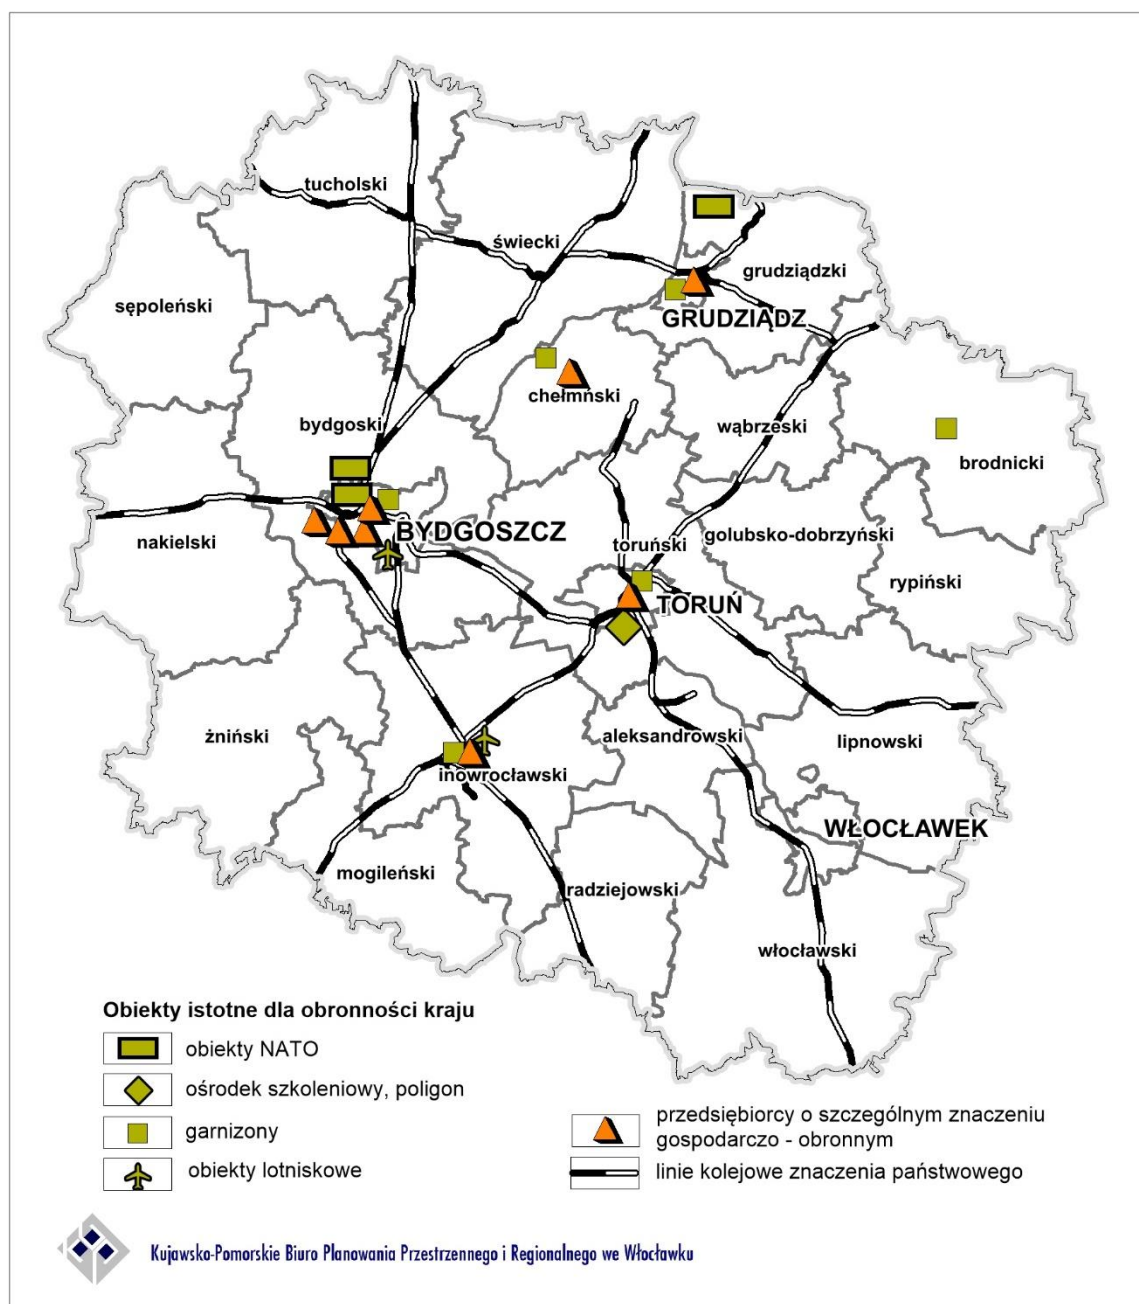 tucholski
świecki
grudziądzki
sępoleński
GRUDZIĄDZ
chełmński
bydgoski
wąbrzeski
brodnicki
BYDGOSZCZ
nakielski
toruński
golubsko-dobrzyński
rypiński
TORUŃ
żniński
aleksandrowski
lipnowski
inowrocławski
WŁOCŁAWEK
mogileński
radziejowski
włocławski
Obiekty istotne dla obronności kraju
obiekty NATO
ośrodek szkoleniowy, poligon
garnizony
obiekty lotniskowe
przedsiębiorcy o szczególnym znaczeniu
gospodarczo - obronnym
linie kolejowe znaczenia państwowego
Kujawsko-Pomorskie Biuro Planowania Przestrzennego i Regionalnego we Włocławku